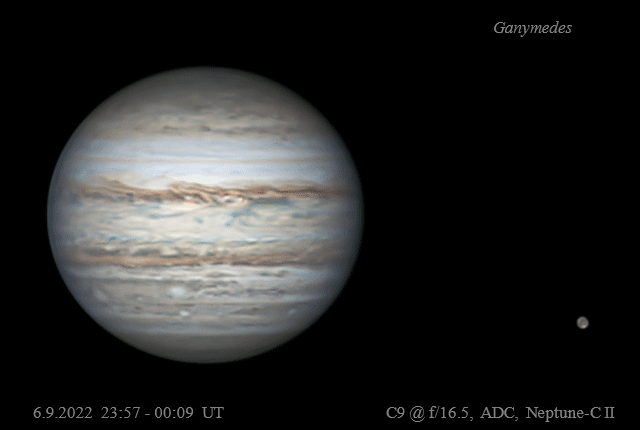 Ganymedes
6.9.2022 23:57 - 00:09 UT
C9 @ f/16.5, ADC, Neptune-C II